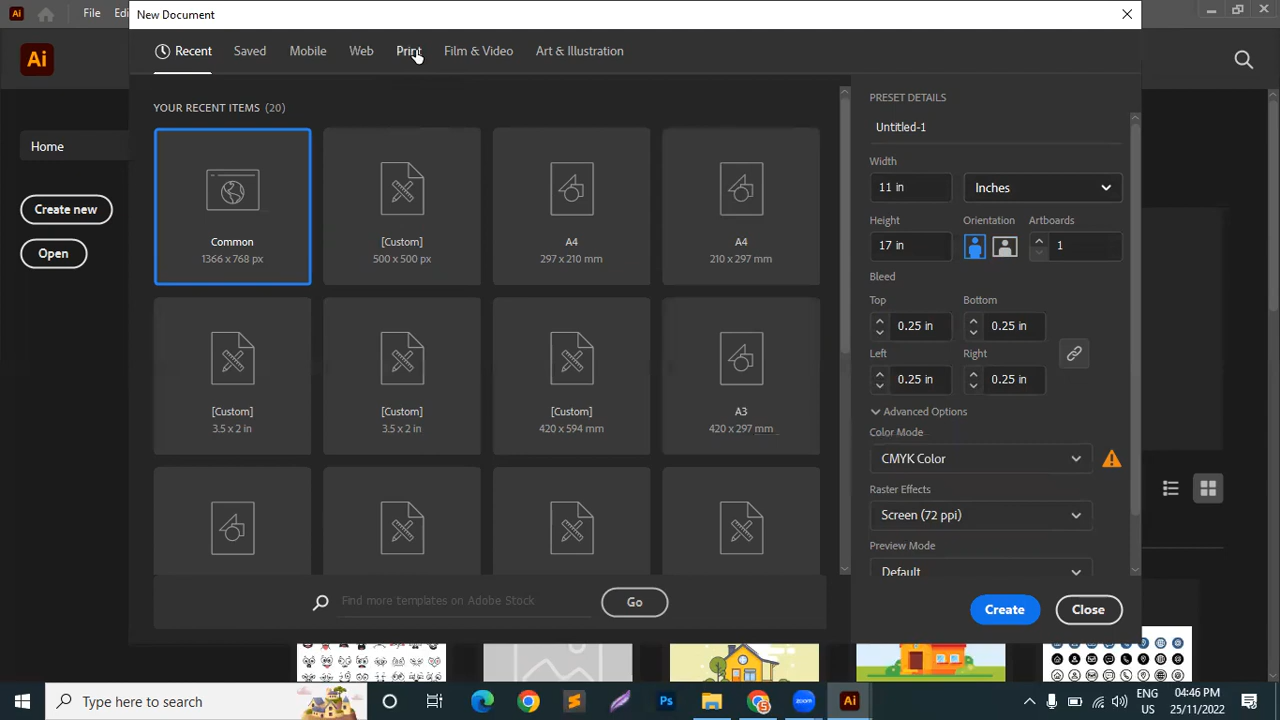 Ai
File
Edi
New Document
Ai
Recent
Saved
Mobile
Web
Print
Film & Video
Art & Illustration
Home
Create new
Open
YOUR RECENT ITEMS (20)
Common
1366 x 768 px
[Custom]
500 x 500 px
A4
297 x 210 mm
A4
210 x 297 mm
[Custom]
3.5 x 2 in
[Custom]
3.5 x 2 in
[Custom]
420 x 594 mm
A3
420 x 297 mm
Find more templates on Adobe Stock
Go
PRESET DETAILS
Untitled-1
Width
11 in
Inches
Height
Orientation
Artboards
17 in
1
Bleed
Top
Bottom
0.25 in
0.25 in
Left
Right
0.25 in
0.25 in
Advanced Options
Color Mode
CMYK Color
Raster Effects
Screen (72 ppi)
Preview Mode
Default
Create
Close
Type here to search
Ps
Ai
ENG
US
04:46 PM
25/11/2022